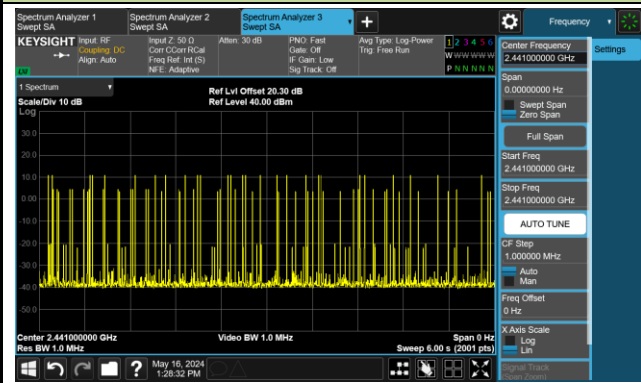 Spectrum Analyzer 1
Swept SA
Spectrum Analyzer 2
Swept SA
Spectrum Analyzer 3
Swept SA
+
Frequency
KEYSIGHT
Input: RF
Coupling: DC
Align: Auto
Input Z: 50 Ω
Corr CCorr RCal
Freq Ref: Int (S)
NFE: Adaptive
Atten: 30 dB
PNO: Fast
Gate: Off
IF Gain: Low
Sig Track: Off
Avg Type: Log-Power
Trig: Free Run
1 2 3 4 5 6
W W W W W W
P N N N N N
Center Frequency
2.441000000 GHz
Settings
Span
0.00000000 Hz
Swept Span
Zero Span
Full Span
Start Freq
2.441000000 GHz
Stop Freq
2.441000000 GHz
AUTO TUNE
CF Step
1.000000 MHz
Auto
Man
Freq Offset
0 Hz
X Axis Scale
Log
Lin
Signal Track
(Span Zoom)
1 Spectrum
Scale/Div 10 dB
Log
Ref Lvl Offset 20.30 dB
Ref Level 40.00 dBm
30.0
20.0
10.0
0.00
-10.0
-20.0
-30.0
-40.0
-50.0
Center 2.441000000 GHz
Res BW 1.0 MHz
Video BW 1.0 MHz
Span 0 Hz
Sweep 6.00 s (2001 pts)
?
May 16, 2024
1:28:32 PM